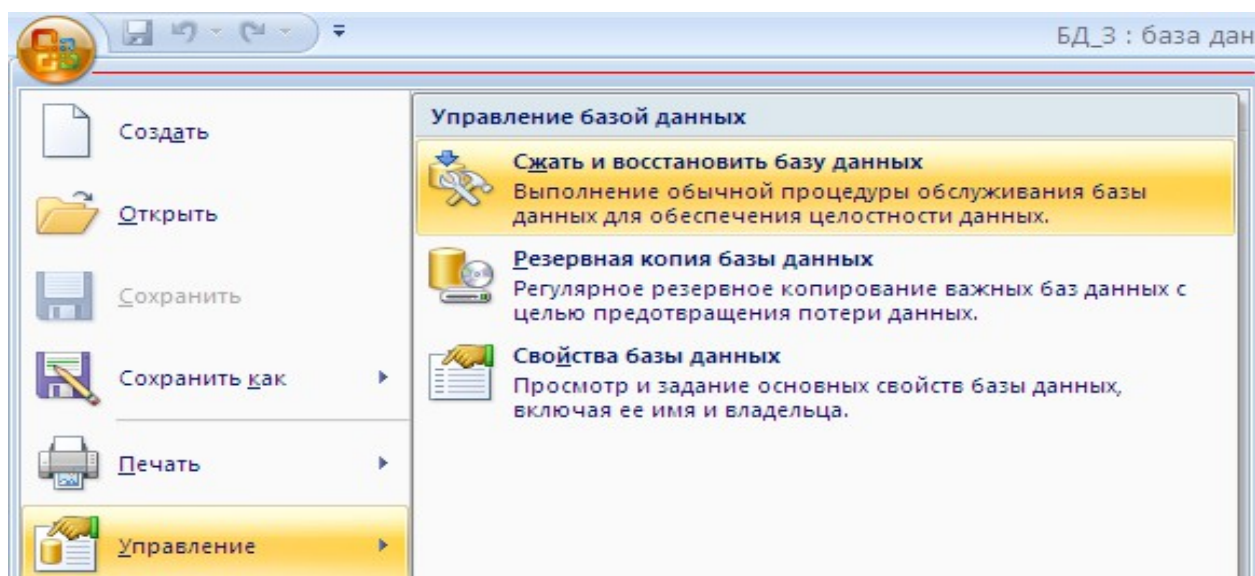 БД_3 : база дан
Создать
Открыть
Сохранить
Сохранить как
Печать
Управление
Управление базой данных
Сжать и восстановить базу данных
Выполнение обычной процедуры обслуживания базы
данных для обеспечения целостности данных.
Резервная копия базы данных
Регулярное резервное копирование важных баз данных с
целью предотвращения потери данных.
Свойства базы данных
Просмотр и задание основных свойств базы данных,
включая ее имя и владельца.